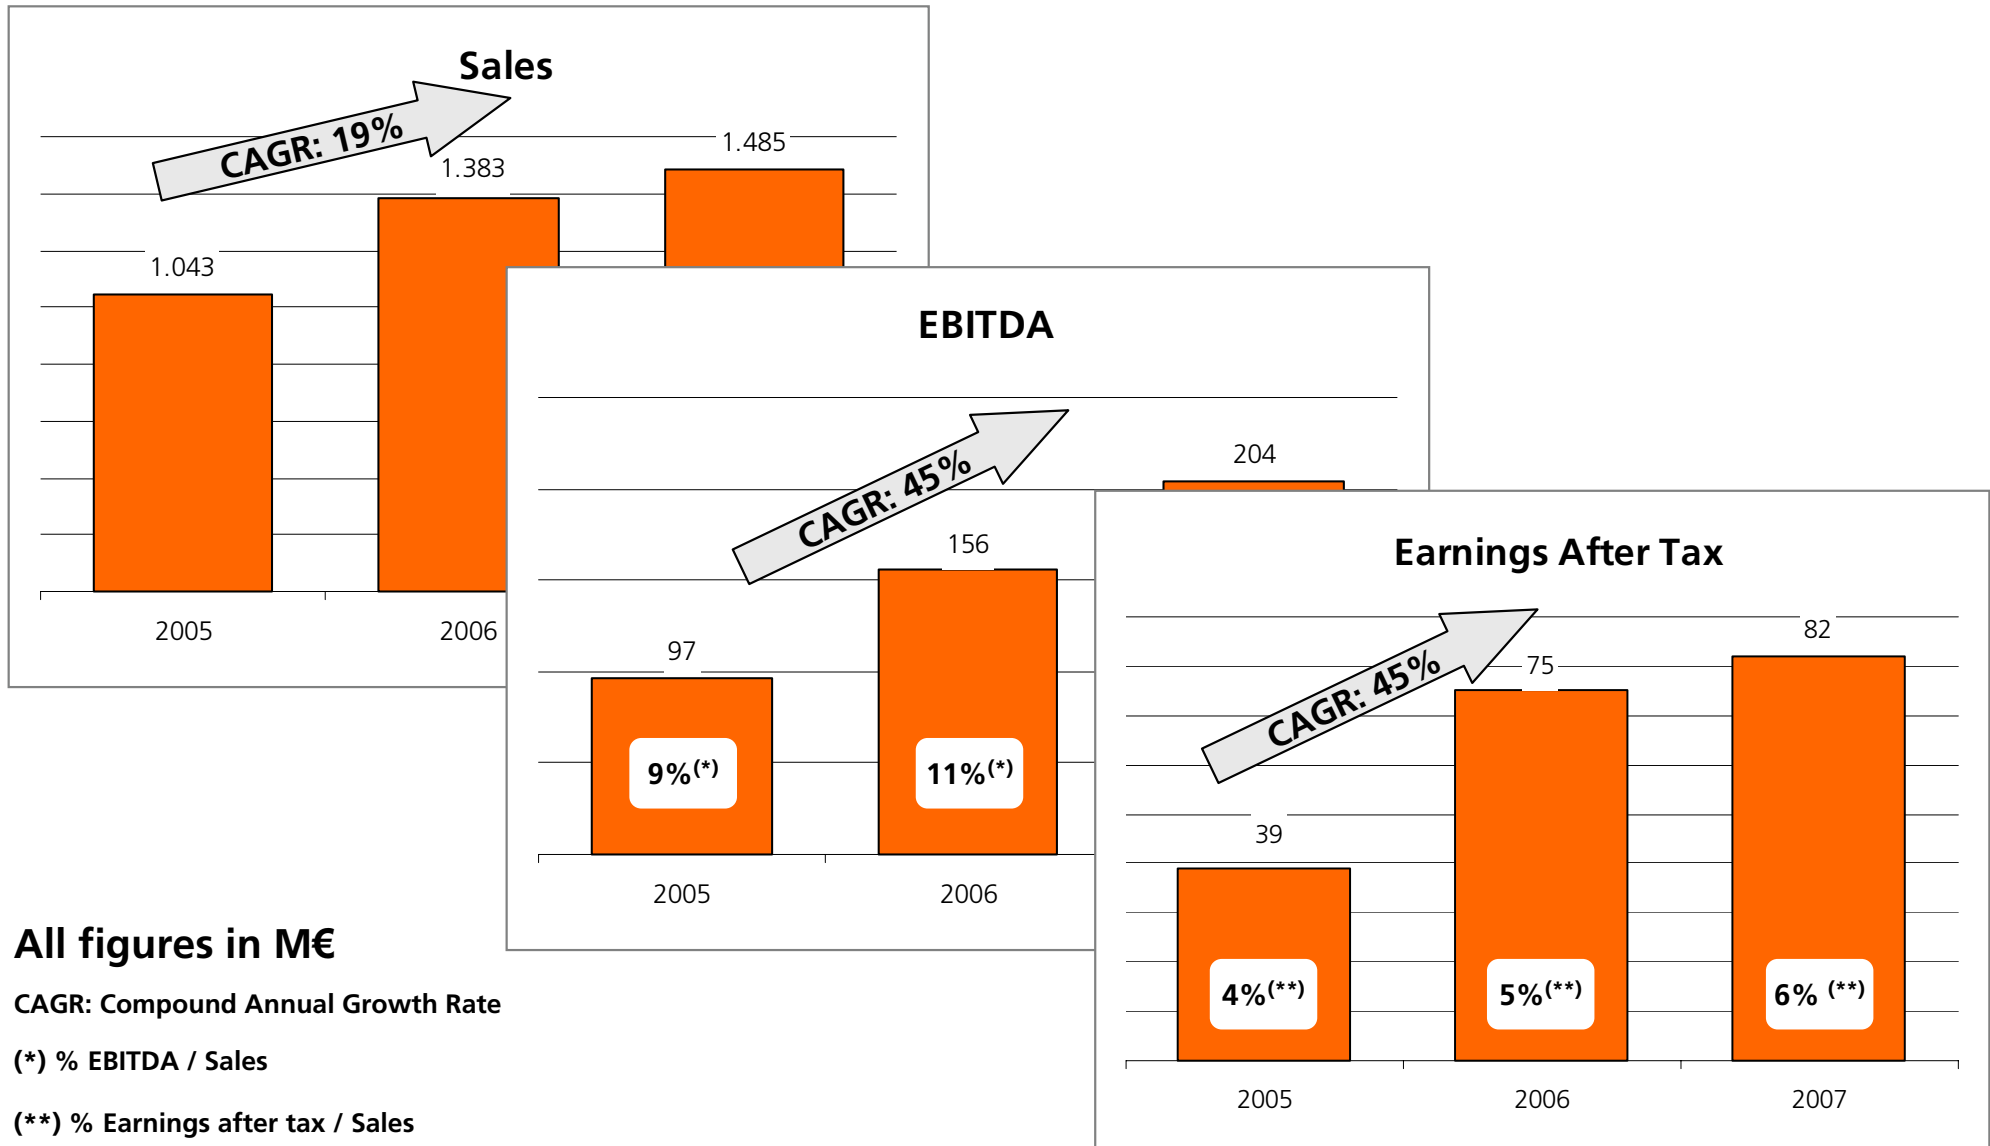 Sales
CAGR: 19%
1.043
1.383
1.485
2005
2006
EBITDA
CAGR: 45%
97
156
204
9%(*)
11%(*)
2005
2006
Earnings After Tax
CAGR: 45%
39
75
82
4%(**)
5%(**)
6% (**)
2005
2006
2007
All figures in M€
CAGR: Compound Annual Growth Rate
(*) % EBITDA / Sales
(**) % Earnings after tax / Sales